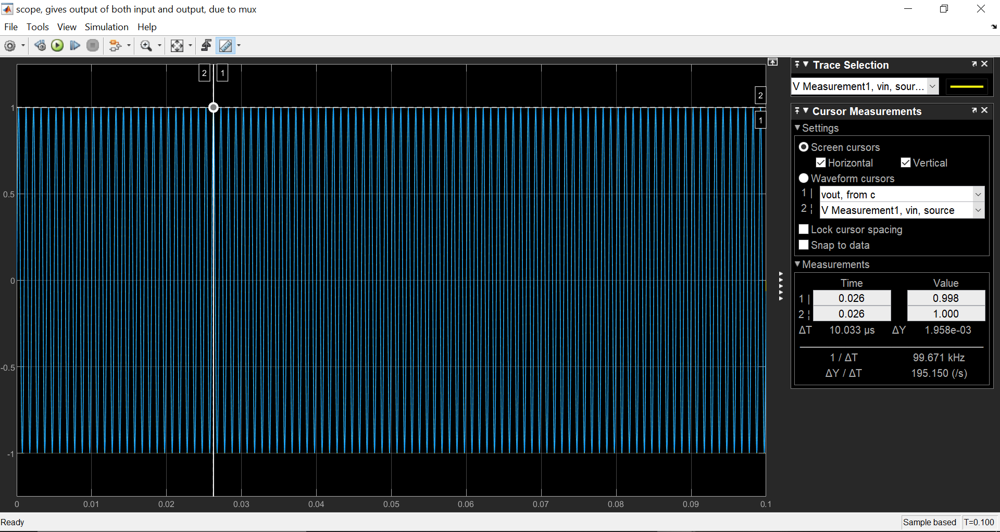 scope, gives output of both input and output, due to mux
File Tools View Simulation Help
2 1
2
1
1
0.5
0
-0.5
-1
0 0.01 0.02 0.03 0.04 0.05 0.06 0.07 0.08 0.09 0.1
Trace Selection
V Measurement1, vin, sour...
Cursor Measurements
Settings
Screen cursors
Horizontal Vertical
Waveform cursors
1 | vout, from c
2 ¦ V Measurement1, vin, source
Lock cursor spacing
Snap to data
Measurements
Time Value
1 | 0.026 0.998
2 ¦ 0.026 1.000
ΔT 10.033 µs ΔY 1.958e-03
1 / ΔT 99.671 kHz
ΔY / ΔT 195.150 (/s)
Ready
Sample based T=0.100